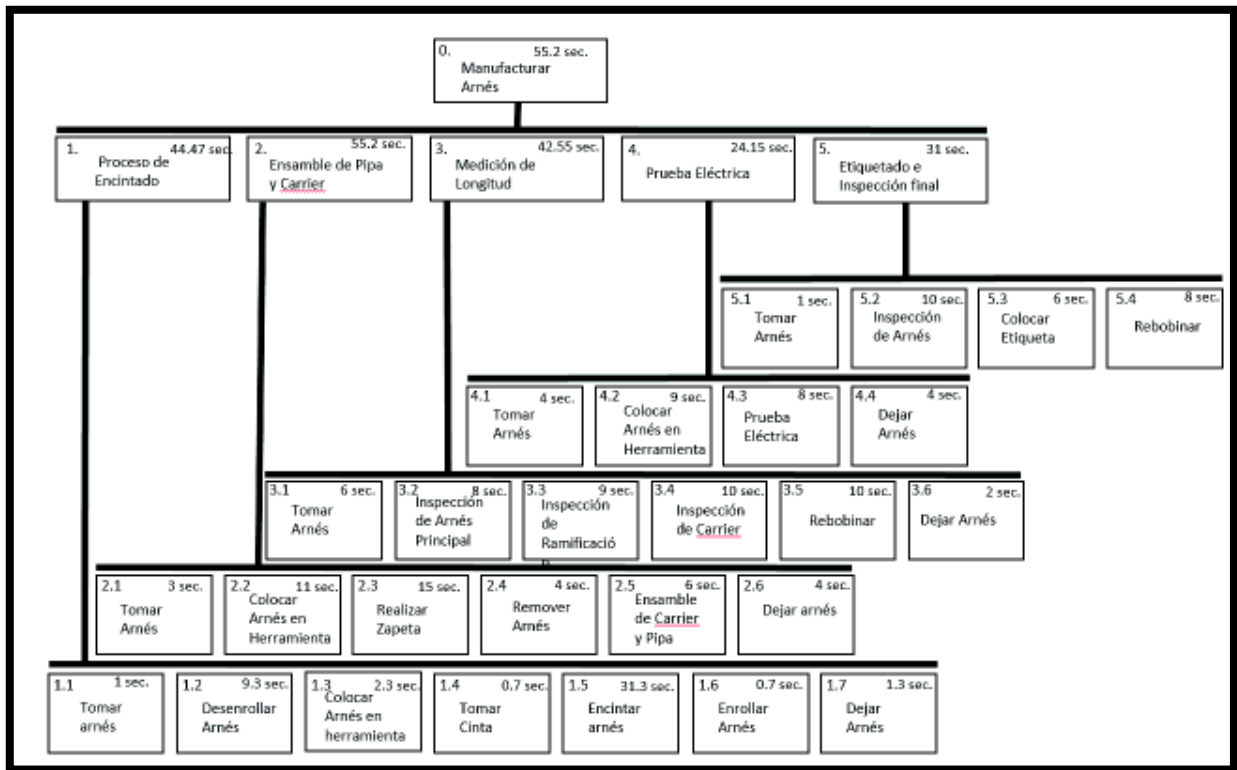 0. 55.2 sec.
Manufacturar
Arnés
1. 44.47 sec.
Proceso de
Encintado
2. 55.2 sec.
Ensamble de Pipa
y Carrier
3. 42.55 sec.
Medición de
Longitud
4. 24.15 sec.
Prueba Eléctrica
5. 31 sec.
Etiquetado e
Inspección final
5.1 1 sec.
Tomar
Arnés
5.2 10 sec.
Inspección
de Arnés
5.3 6 sec.
Colocar
Etiqueta
5.4 8 sec.
Rebobinar
4.1 4 sec.
Tomar
Arnés
4.2 9 sec.
Colocar
Arnés en
Herramienta
4.3 8 sec.
Prueba
Eléctrica
4.4 4 sec.
Dejar
Arnés
3.1 6 sec.
Tomar
Arnés
3.2 8 sec.
Inspección
de Arnés
Principal
3.3 9 sec.
Inspección
de
Ramificació
n
3.4 10 sec.
Inspección
de Carrier
3.5 10 sec.
Rebobinar
3.6 2 sec.
Dejar Arnés
2.1 3 sec.
Tomar
Arnés
2.2 11 sec.
Colocar
Arnés en
Herramienta
2.3 15 sec.
Realizar
Zapeta
2.4 4 sec.
Remover
Arnés
2.5 6 sec.
Ensamble
de Carrier
y Pipa
2.6 4 sec.
Dejar arnés
1.1 1 sec.
Tomar
arnés
1.2 9.3 sec.
Desenrollar
Arnés
1.3 2.3 sec.
Colocar
Arnés en
herramienta
1.4 0.7 sec.
Tomar
Cinta
1.5 31.3 sec.
Encintar
arnés
1.6 0.7 sec.
Enrollar
Arnés
1.7 1.3 sec.
Dejar
Arnés